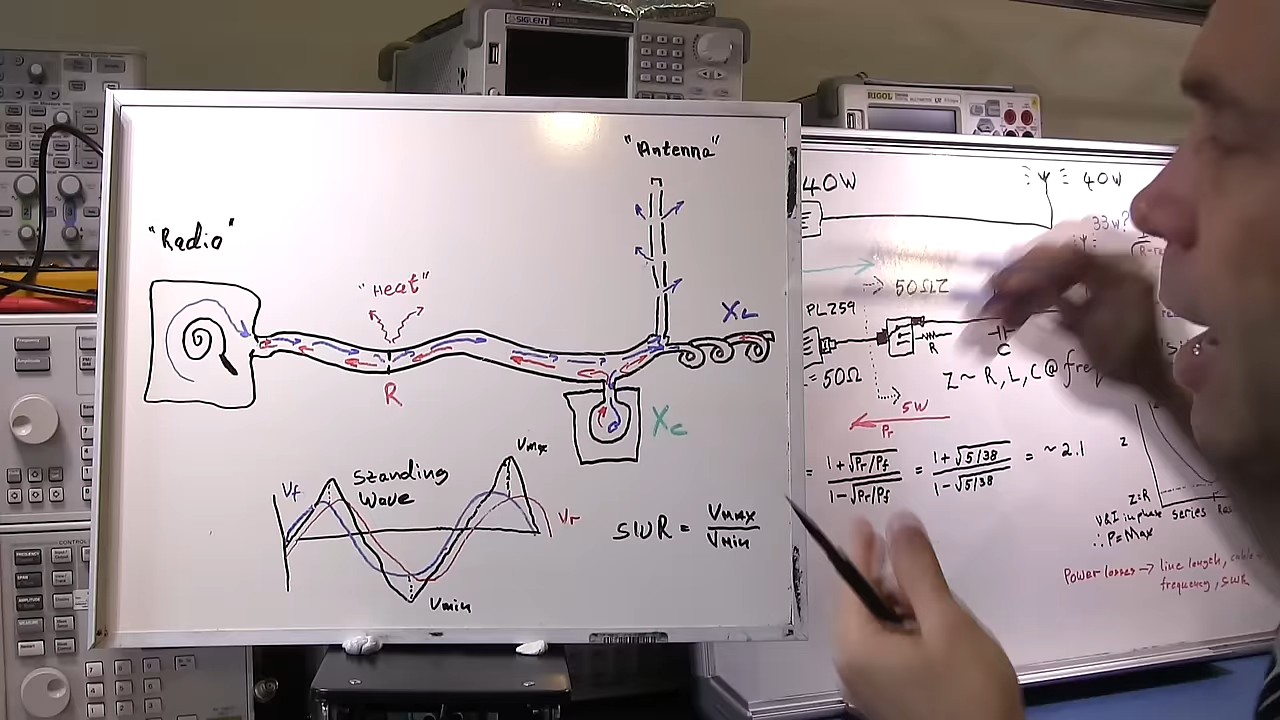 SIGLENT
RIGOL
"Antenna"
"Radio"
"Heat"
R
XL
Xc
Vf
Szanding
Wave
Vmax
Vr
Vmin
SWR = VMAX / VMIN
40W
40W
33w?
50Ω Z
PL259
= 50Ω
R
C
Z ~ R, L, C @ freq
5W
Pr
= 1+√Pr/Pf / 1-√Pr/Pf = 1+√5/38 / 1-√5/38 = ~2.1
Z
Z=R
V&I in phase series
∴ P=Max
Power losses → line length, cable
frequency, SWR